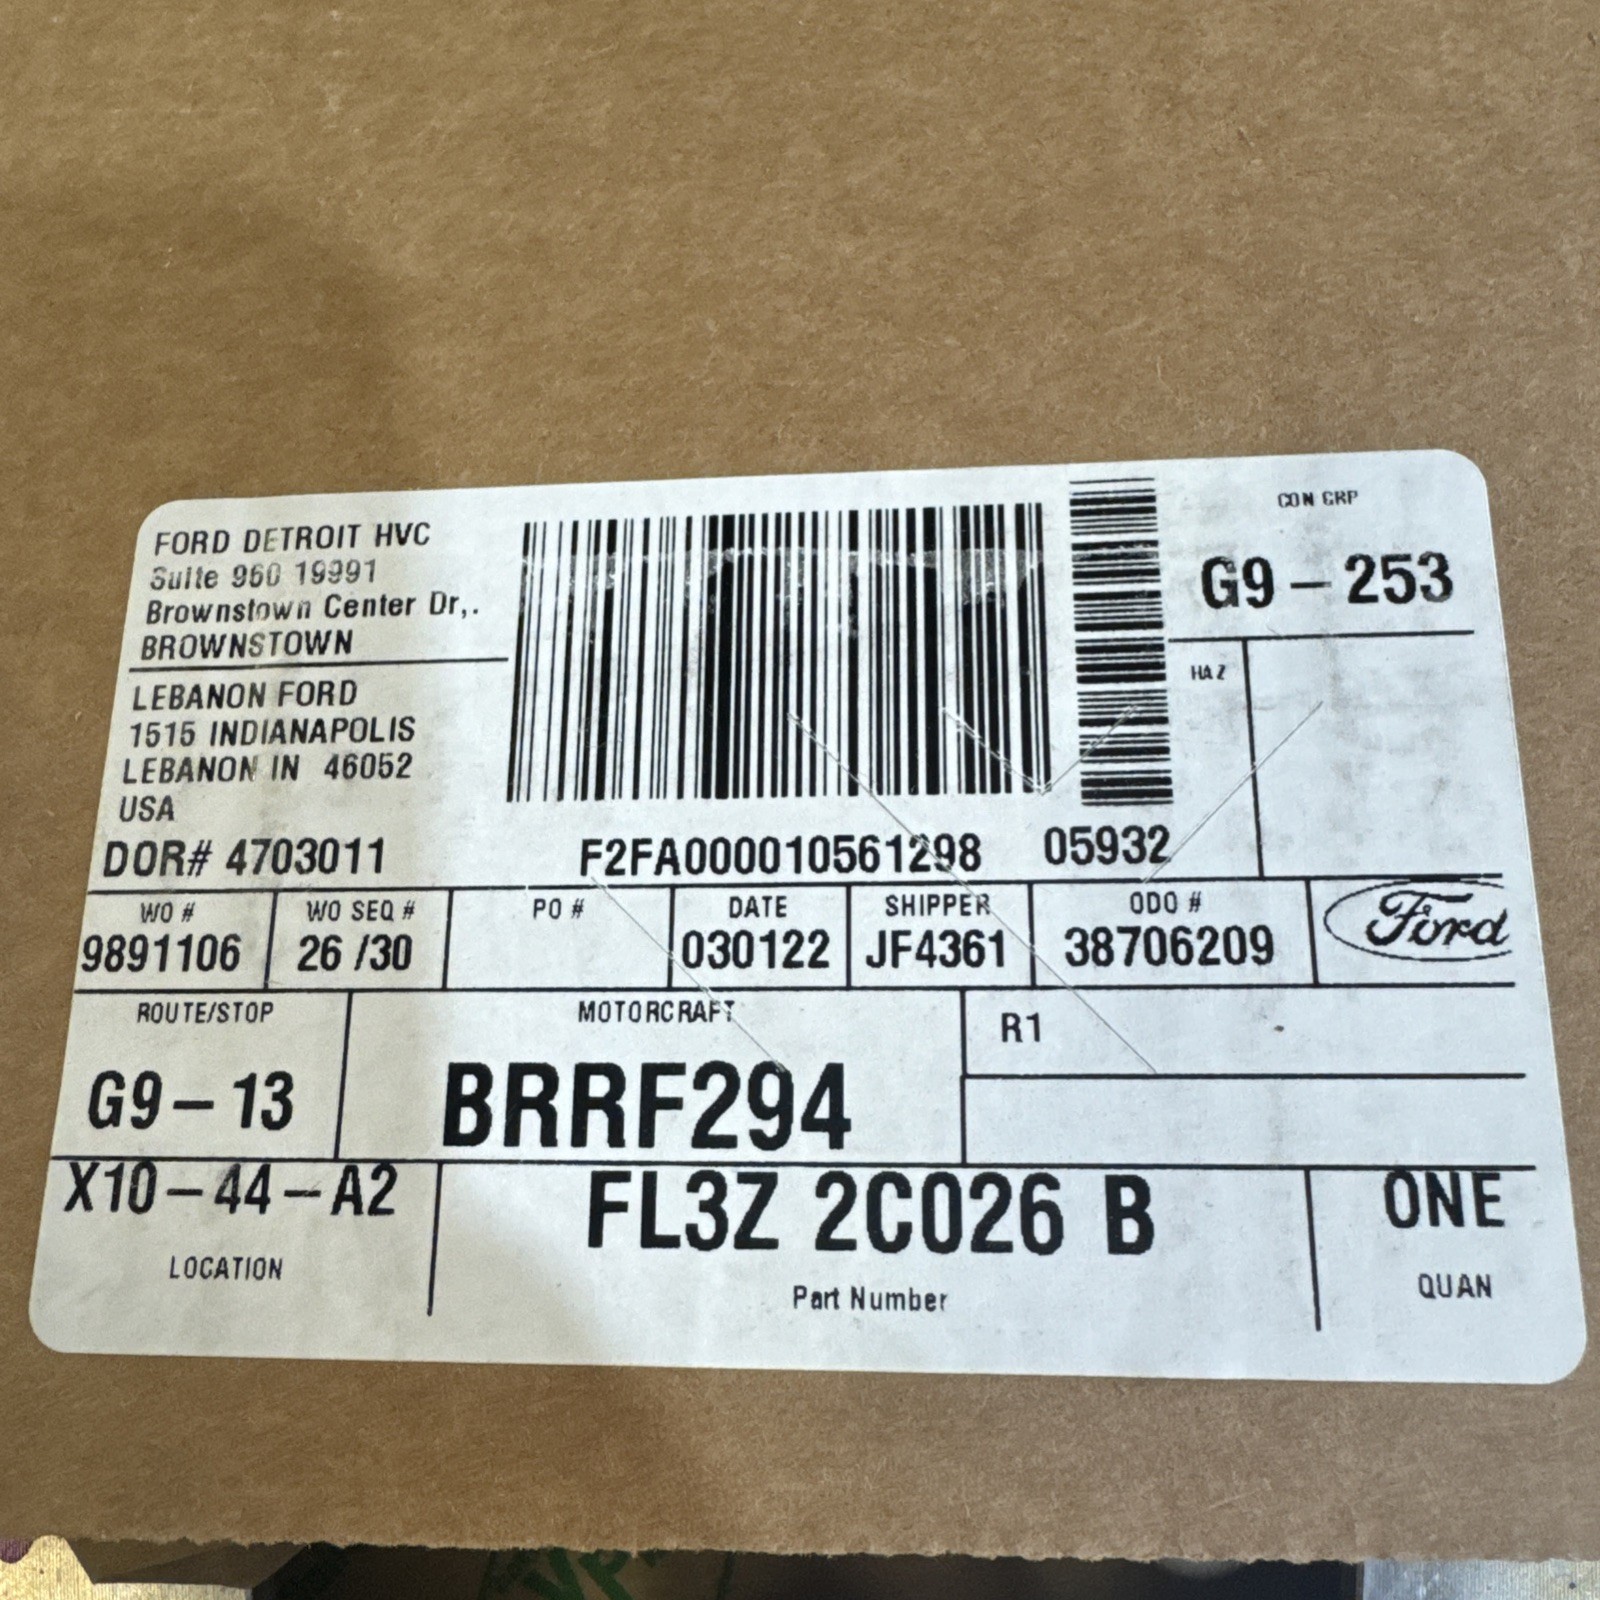 FORD DETROIT HVC
Suite 960 19991
Brownstown Center Dr,.
BROWNSTOWN
LEBANON FORD
1515 INDIANAPOLIS
LEBANON IN 46052
USA
DOR# 4703011
F2FA000010561298 05932
CON GRP
G9-253
HAZ
WO #
9891106
WO SEQ #
26 /30
PO #
DATE
030122
SHIPPER
JF4361
ODO #
38706209
Ford
ROUTE/STOP
G9-13
MOTORCRAFT
BRRF294
R1
X10-44-A2
LOCATION
FL3Z 2C026 B
Part Number
ONE
QUAN